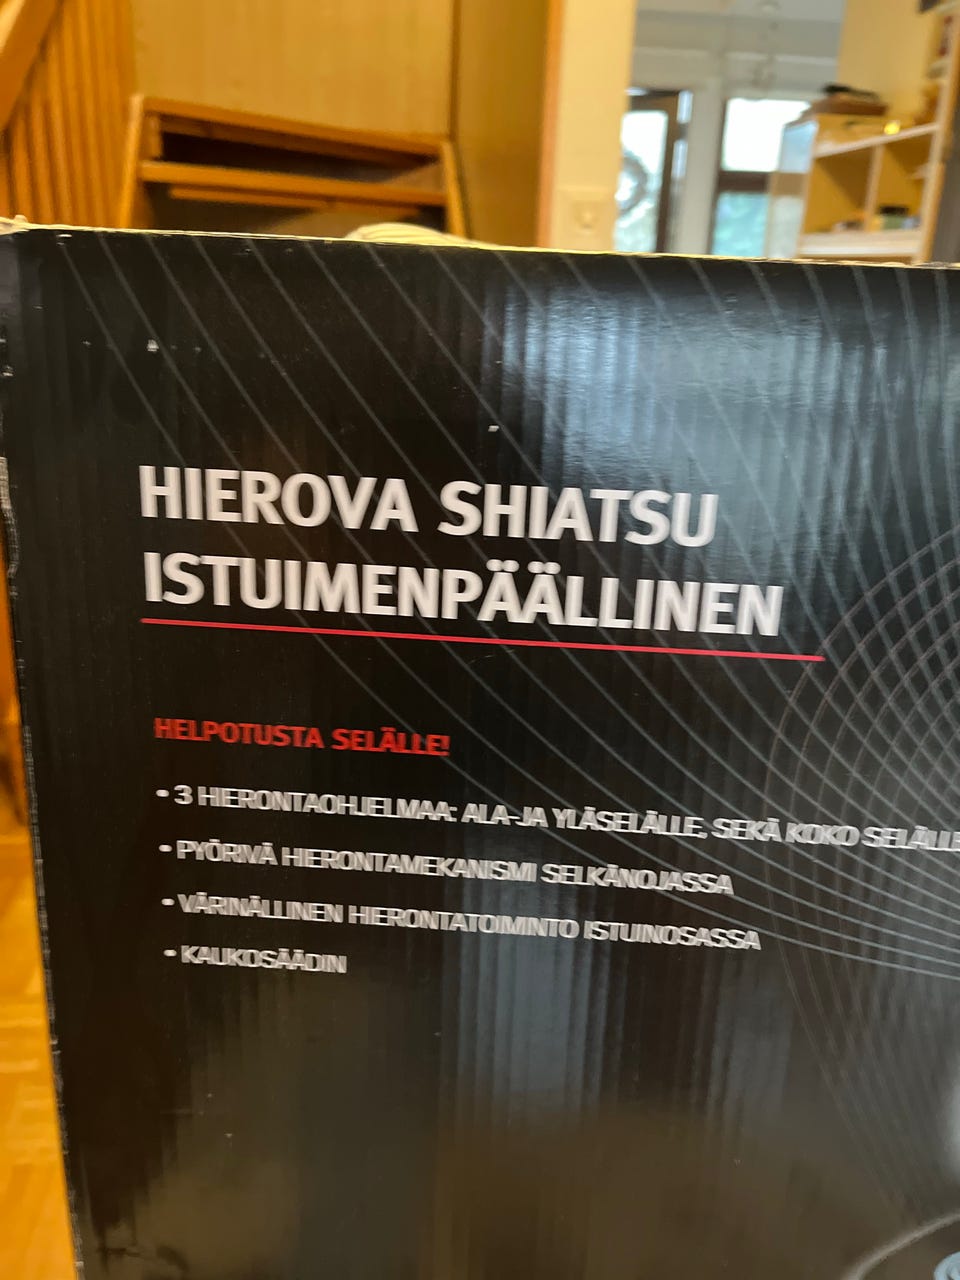 HIEROVA SHIATSU
ISTUIMENPÄÄLLINEN
HELPOTUSTA SELÄLLE!
• 3 HIERONTAOHJELMAA: ALA-JA YLÄSELÄLLE, SEKÄ KOKO SELÄLLE
• PYÖRIVÄ HIERONTAMEKANISMI SELKÄNOJASSA
• VÄRINÄLLINEN HIERONTATOIMINTO ISTUINOSASSA
• KAUKOSÄÄDIN